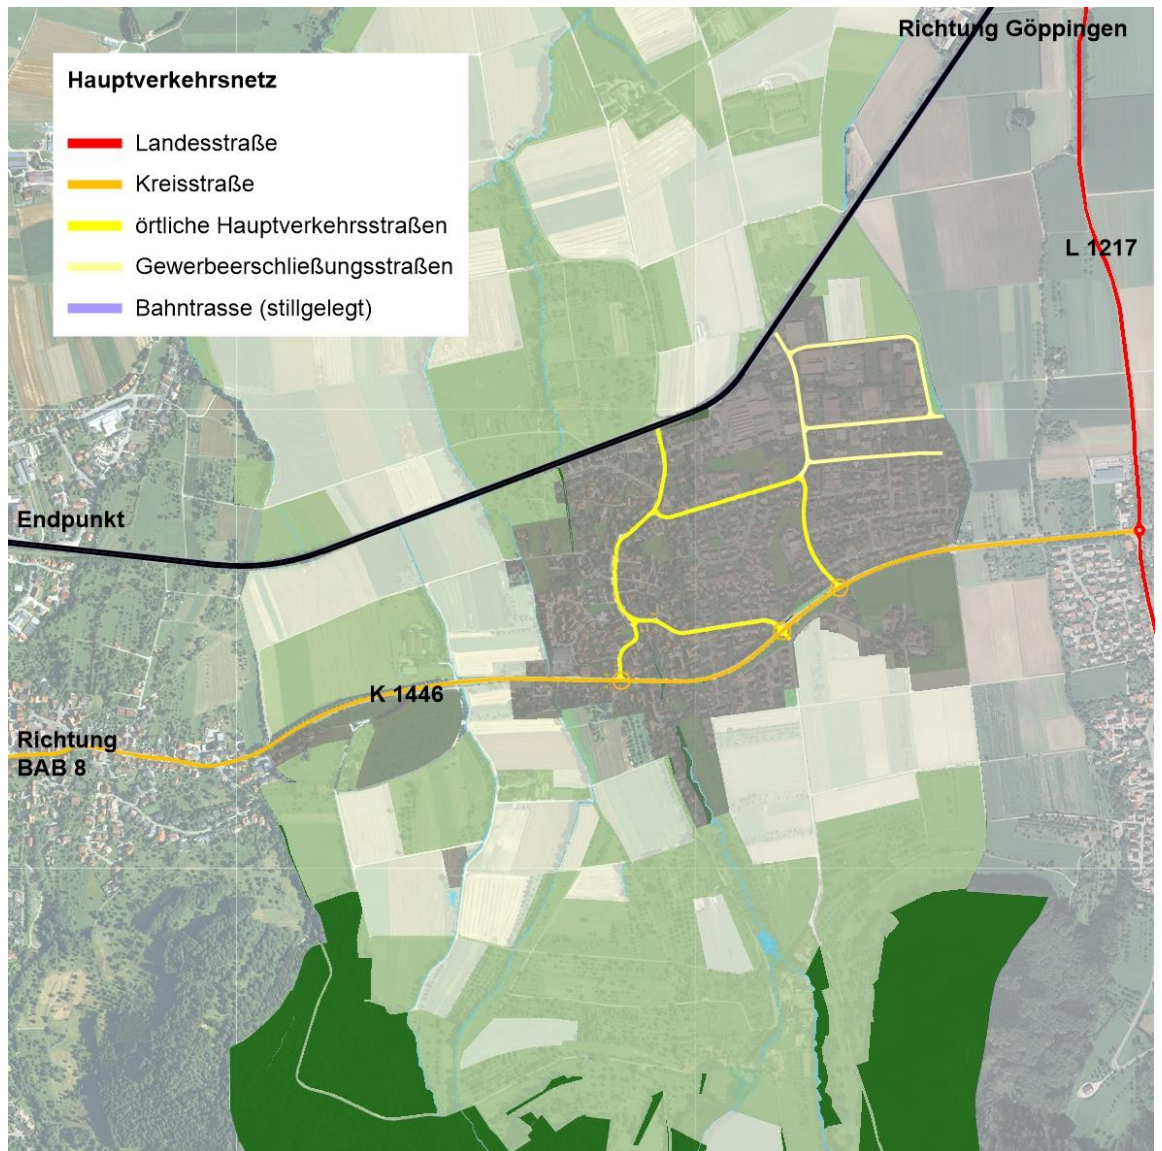 Richtung Göppingen
Hauptverkehrsnetz
Landesstraße
Kreisstraße
örtliche Hauptverkehrsstraßen
Gewerbeerschließungsstraßen
Bahntrasse (stillgelegt)
L 1217
Endpunkt
K 1446
Richtung
BAB 8